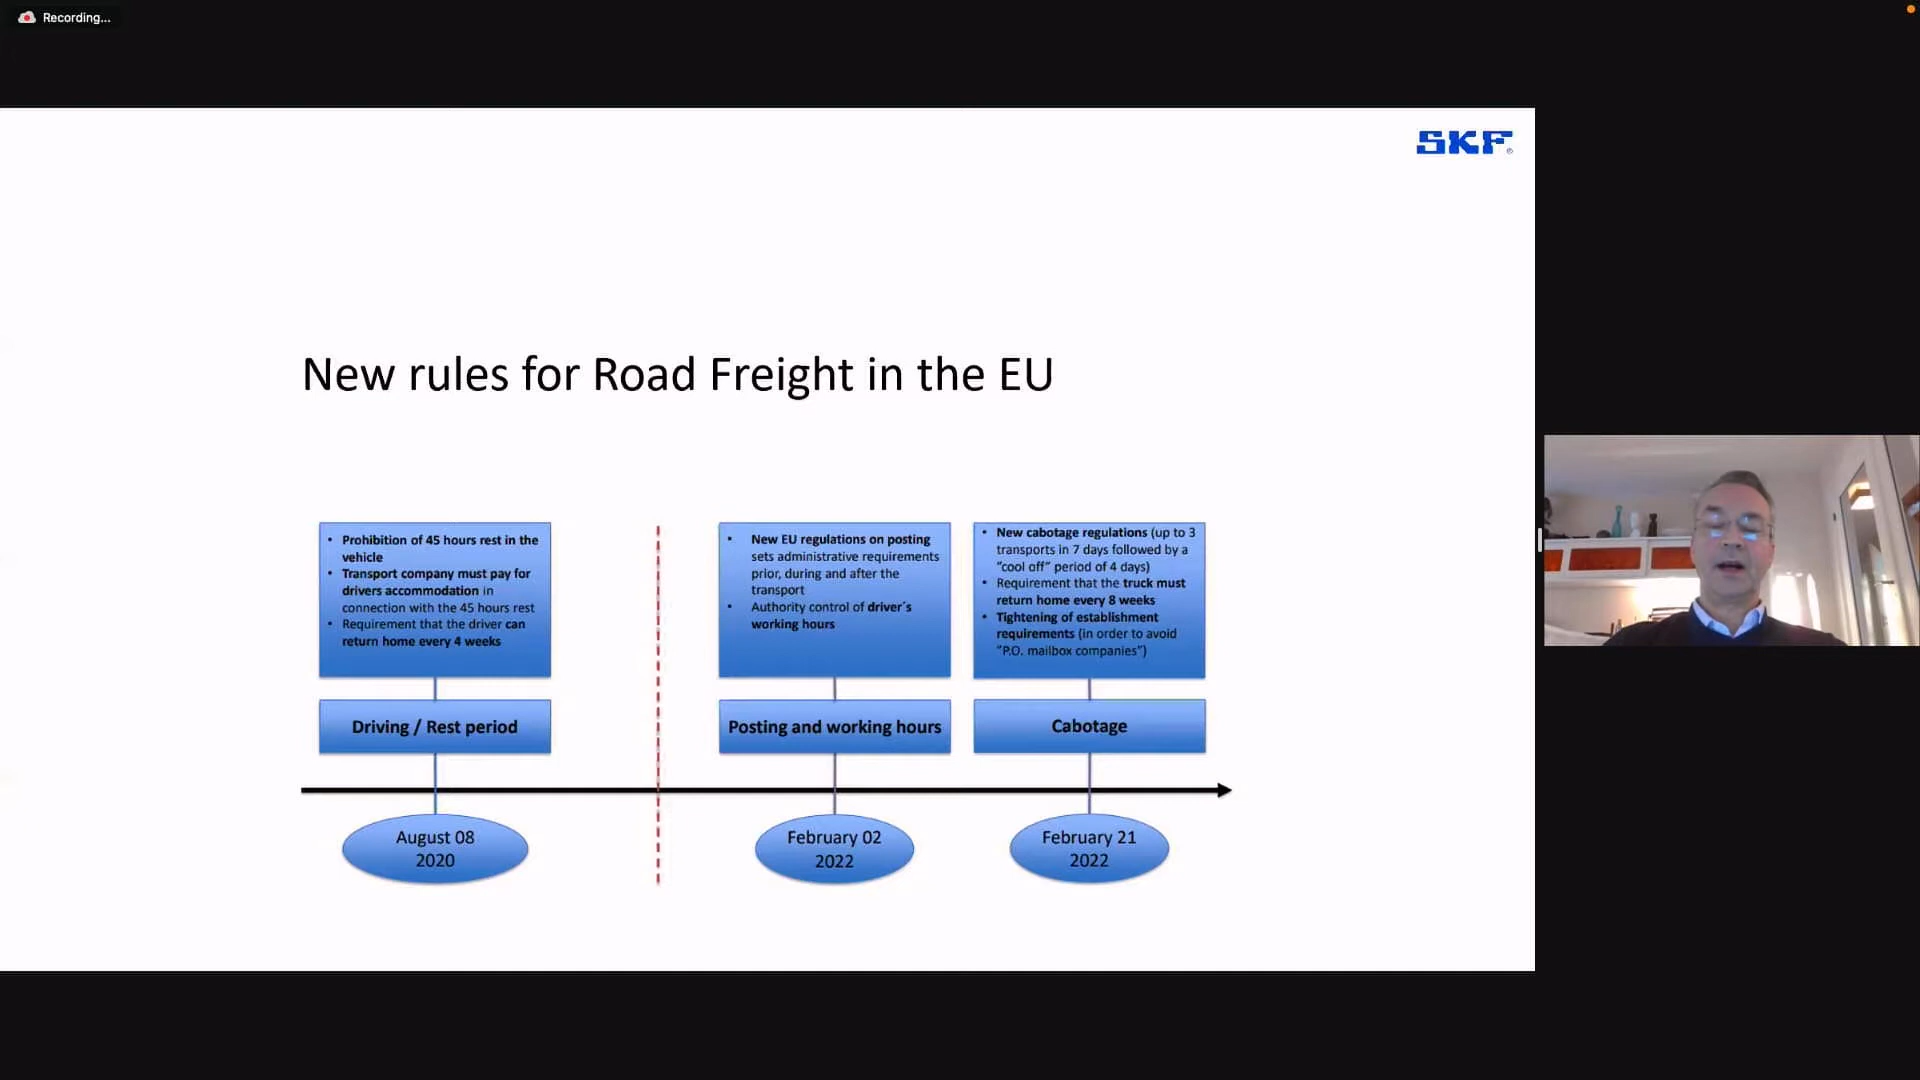 Recording...
SKF®
New rules for Road Freight in the EU
• Prohibition of 45 hours rest in the
vehicle
• Transport company must pay for
drivers accommodation in
connection with the 45 hours rest
• Requirement that the driver can
return home every 4 weeks
• New EU regulations on posting
sets administrative requirements
prior, during and after the
transport
• Authority control of driver´s
working hours
• New cabotage regulations (up to 3
transports in 7 days followed by a
“cool off” period of 4 days)
• Requirement that the truck must
return home every 8 weeks
• Tightening of establishment
requirements (in order to avoid
“P.O. mailbox companies”)
Driving / Rest period
Posting and working hours
Cabotage
August 08
2020
February 02
2022
February 21
2022